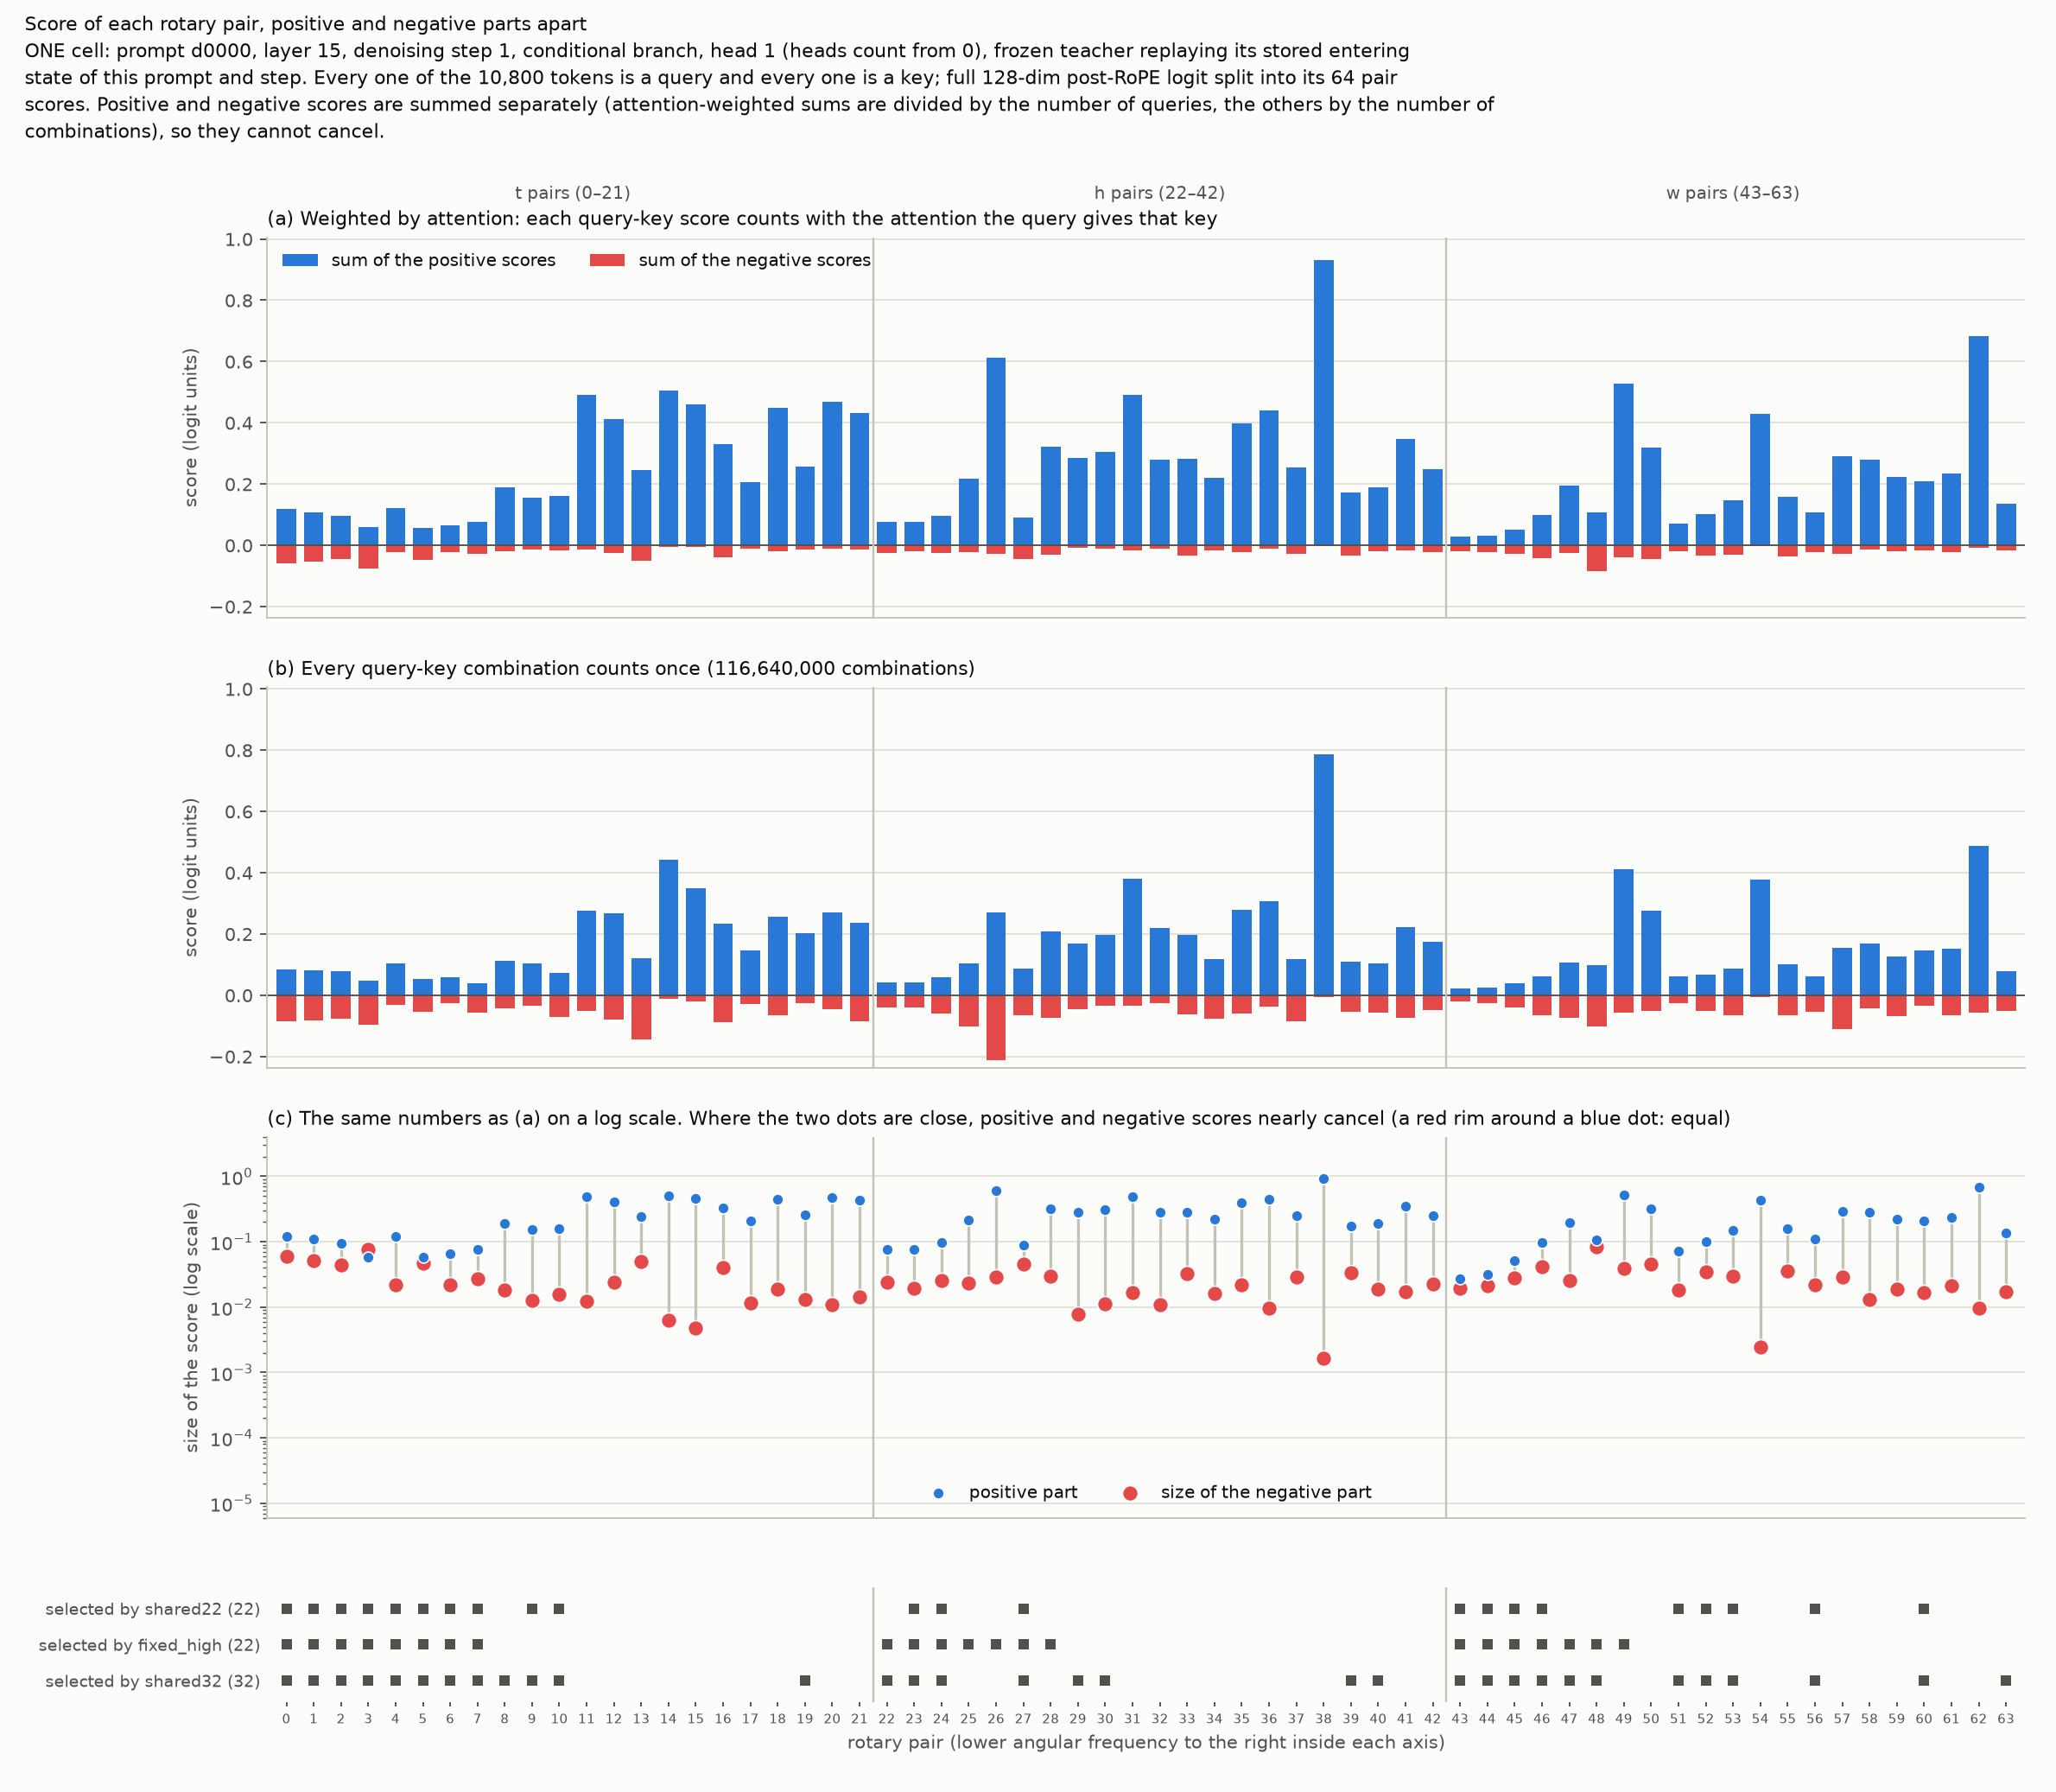 Score of each rotary pair, positive and negative parts apart
ONE cell: prompt d0000, layer 15, denoising step 1, conditional branch, head 1 (heads count from 0), frozen teacher replaying its stored entering
state of this prompt and step. Every one of the 10,800 tokens is a query and every one is a key; full 128-dim post-RoPE logit split into its 64 pair
scores. Positive and negative scores are summed separately (attention-weighted sums are divided by the number of queries, the others by the number of
combinations), so they cannot cancel.
t pairs (0–21) h pairs (22–42) w pairs (43–63)
(a) Weighted by attention: each query-key score counts with the attention the query gives that key
sum of the positive scores sum of the negative scores
score (logit units)
1.0
0.8
0.6
0.4
0.2
0.0
−0.2
(b) Every query-key combination counts once (116,640,000 combinations)
score (logit units)
1.0
0.8
0.6
0.4
0.2
0.0
−0.2
(c) The same numbers as (a) on a log scale. Where the two dots are close, positive and negative scores nearly cancel (a red rim around a blue dot: equal)
size of the score (log scale)
10⁰
10⁻¹
10⁻²
10⁻³
10⁻⁴
10⁻⁵
positive part size of the negative part
selected by shared22 (22)
selected by fixed_high (22)
selected by shared32 (32)
0 1 2 3 4 5 6 7 8 9 10 11 12 13 14 15 16 17 18 19 20 21 22 23 24 25 26 27 28 29 30 31 32 33 34 35 36 37 38 39 40 41 42 43 44 45 46 47 48 49 50 51 52 53 54 55 56 57 58 59 60 61 62 63
rotary pair (lower angular frequency to the right inside each axis)